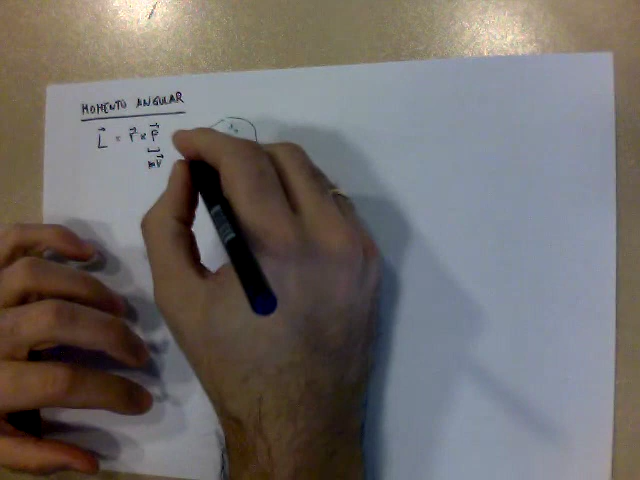 MOMENTO ANGULAR
L⃗ = r⃗ × p⃗
mv⃗